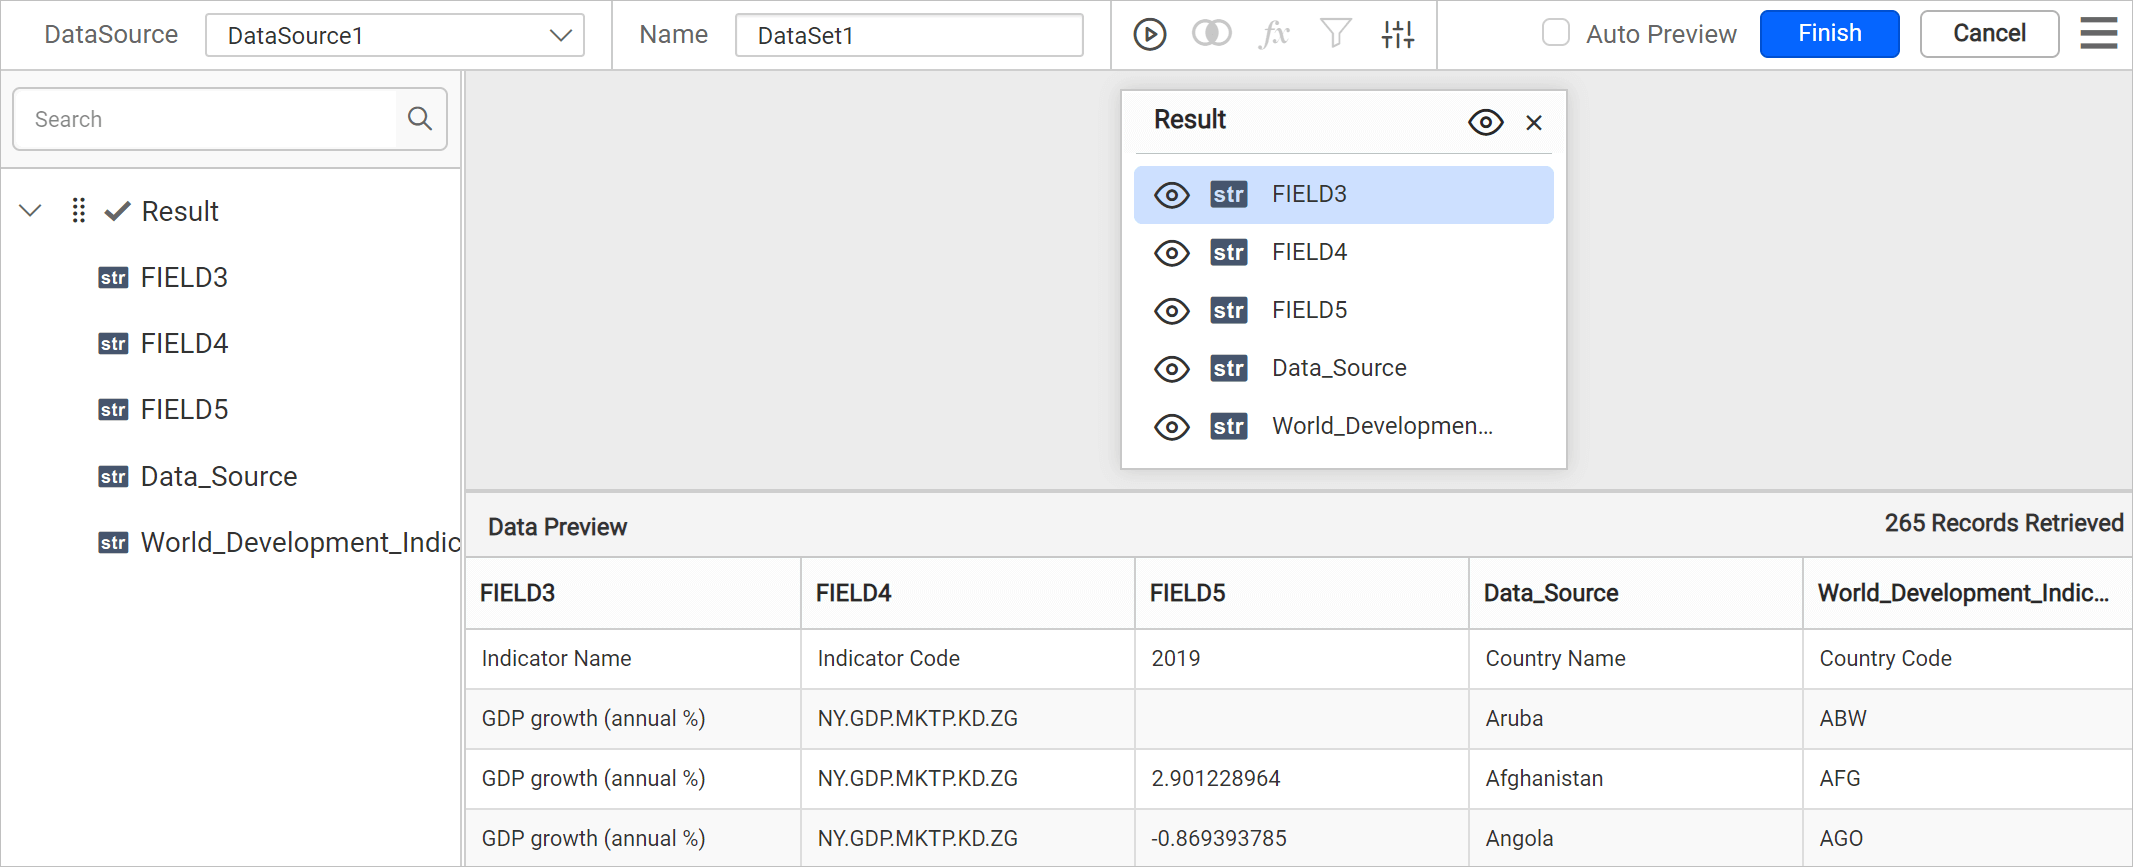 DataSource DataSource1 Name DataSet1 fx Auto Preview Finish Cancel
Search
Result
str FIELD3
str FIELD4
str FIELD5
str Data_Source
str World_Development_Indic
Result
str FIELD3
str FIELD4
str FIELD5
str Data_Source
str World_Developmen...
Data Preview 265 Records Retrieved
FIELD3 FIELD4 FIELD5 Data_Source World_Development_Indic...
Indicator Name Indicator Code 2019 Country Name Country Code
GDP growth (annual %) NY.GDP.MKTP.KD.ZG Aruba ABW
GDP growth (annual %) NY.GDP.MKTP.KD.ZG 2.901228964 Afghanistan AFG
GDP growth (annual %) NY.GDP.MKTP.KD.ZG -0.869393785 Angola AGO